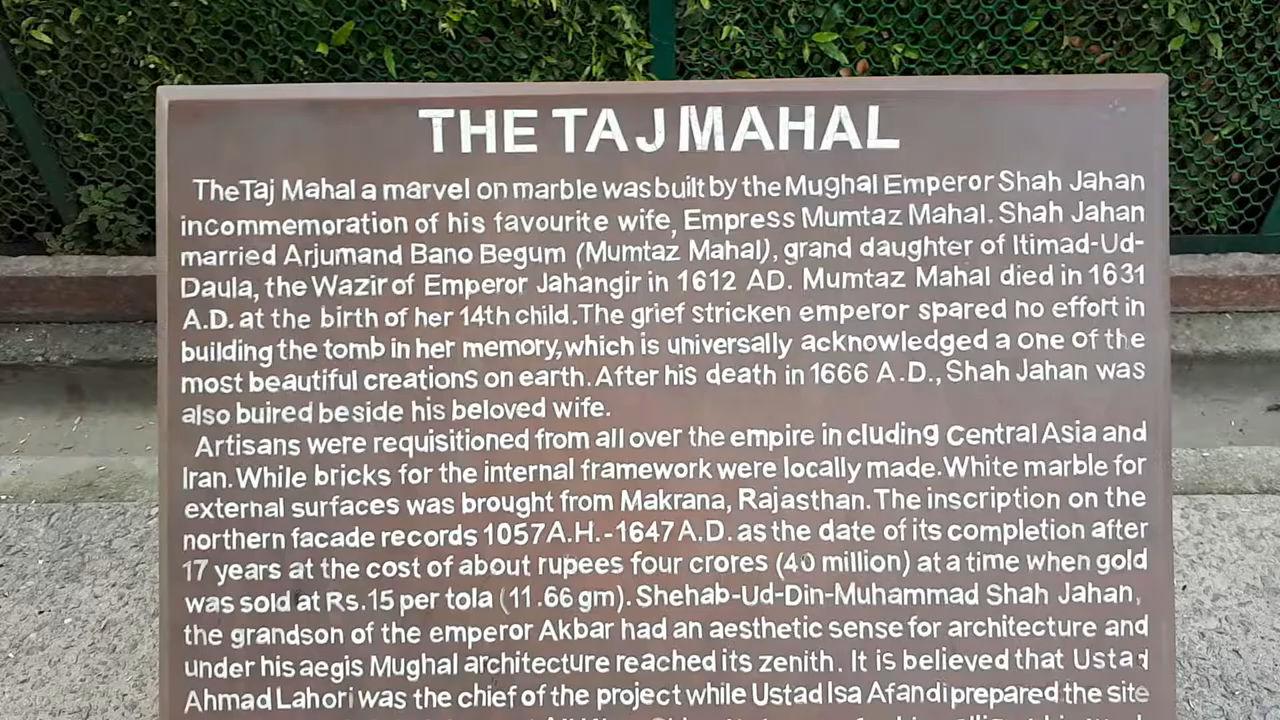 THE TAJ MAHAL
The Taj Mahal a marvel on marble was built by the Mughal Emperor Shah Jahan
incommemoration of his favourite wife, Empress Mumtaz Mahal. Shah Jahan
married Arjumand Bano Begum (Mumtaz Mahal), grand daughter of Itimad-Ud-
Daula, the Wazir of Emperor Jahangir in 1612 AD. Mumtaz Mahal died in 1631
A.D. at the birth of her 14th child. The grief stricken emperor spared no effort in
building the tomb in her memory, which is universally acknowledged a one of the
most beautiful creations on earth. After his death in 1666 A.D., Shah Jahan was
also buired beside his beloved wife.
Artisans were requisitioned from all over the empire in cluding Central Asia and
Iran. While bricks for the internal framework were locally made. White marble for
external surfaces was brought from Makrana, Rajasthan. The inscription on the
northern facade records 1057 A.H.-1647 A.D. as the date of its completion after
17 years at the cost of about rupees four crores (40 million) at a time when gold
was sold at Rs.15 per tola (11.66 gm). Shehab-Ud-Din-Muhammad Shah Jahan,
the grandson of the emperor Akbar had an aesthetic sense for architecture and
under his aegis Mughal architecture reached its zenith. It is believed that Ustad
Ahmad Lahori was the chief of the project while Ustad Isa Afandi prepared the site